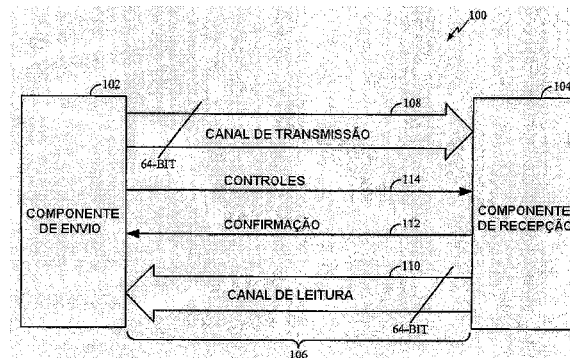 100
102
104
108
CANAL DE TRANSMISSÃO
64-BIT
CONTROLES
114
COMPONENTE
DE ENVIO
CONFIRMAÇÃO
112
COMPONENTE
DE RECEPÇÃO
110
CANAL DE LEITURA
64-BIT
106